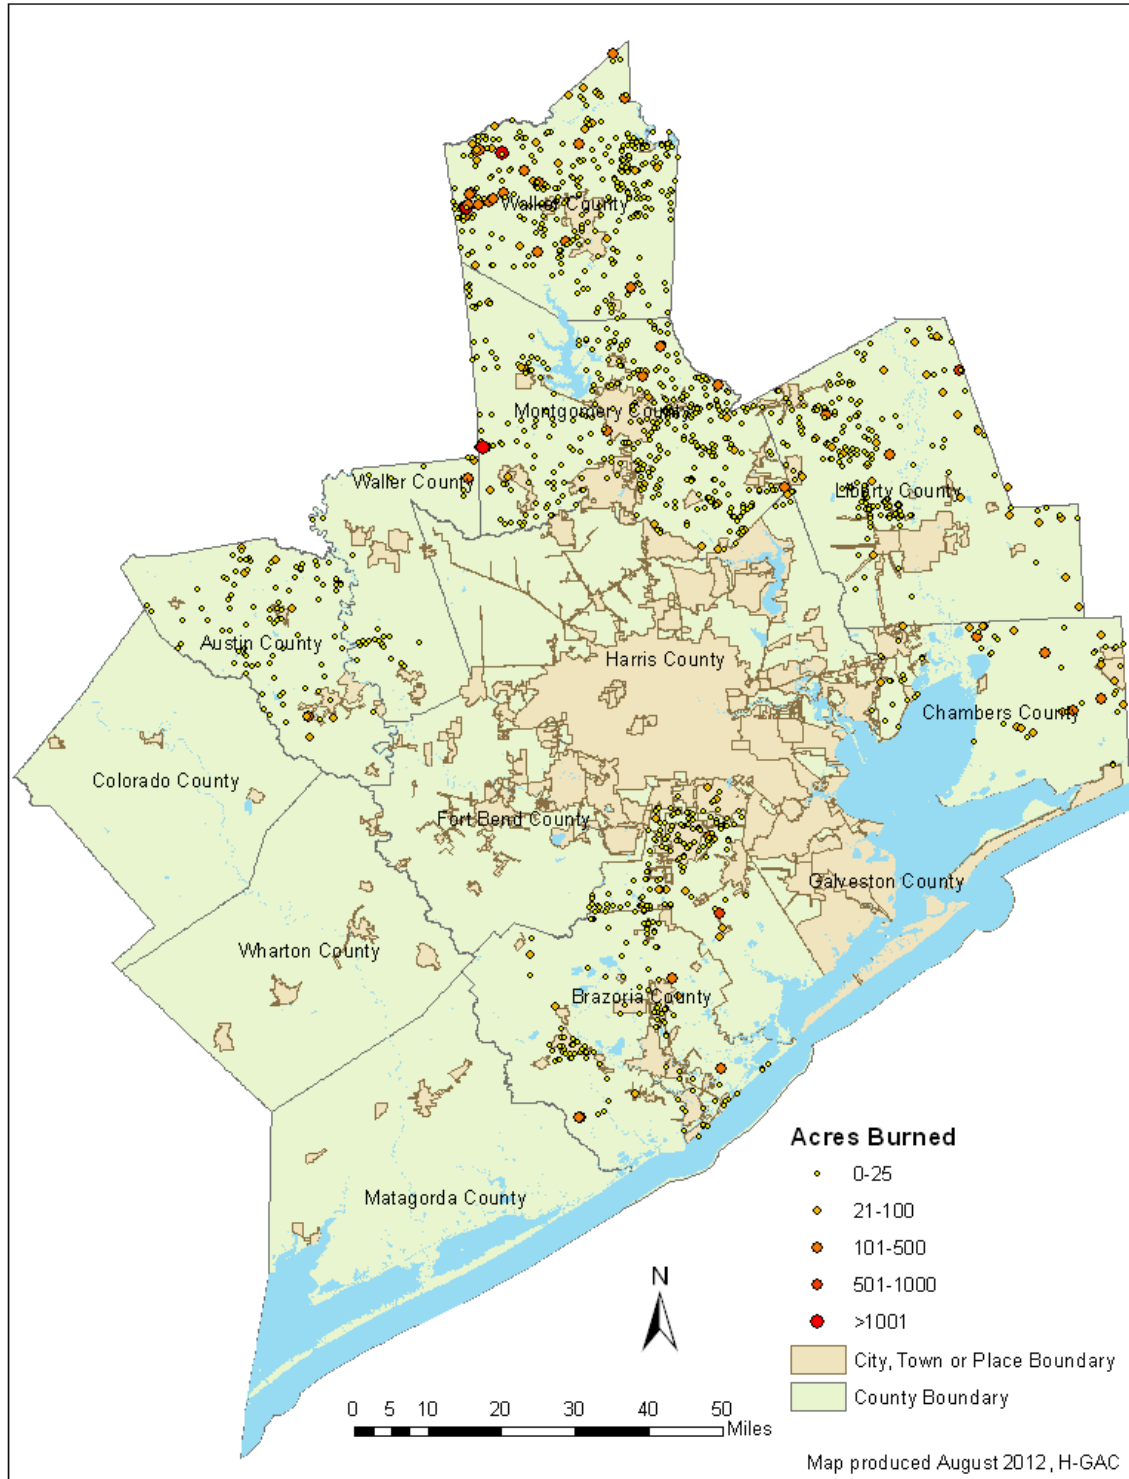 Walker County
Montgomery County
Waller County
Liberty County
Austin County
Harris County
Chambers County
Colorado County
Fort Bend County
Galveston County
Wharton County
Brazoria County
Matagorda County
Acres Burned
0-25
21-100
101-500
501-1000
>1001
City, Town or Place Boundary
County Boundary
N
0 5 10 20 30 40 50
Miles
Map produced August 2012, H-GAC